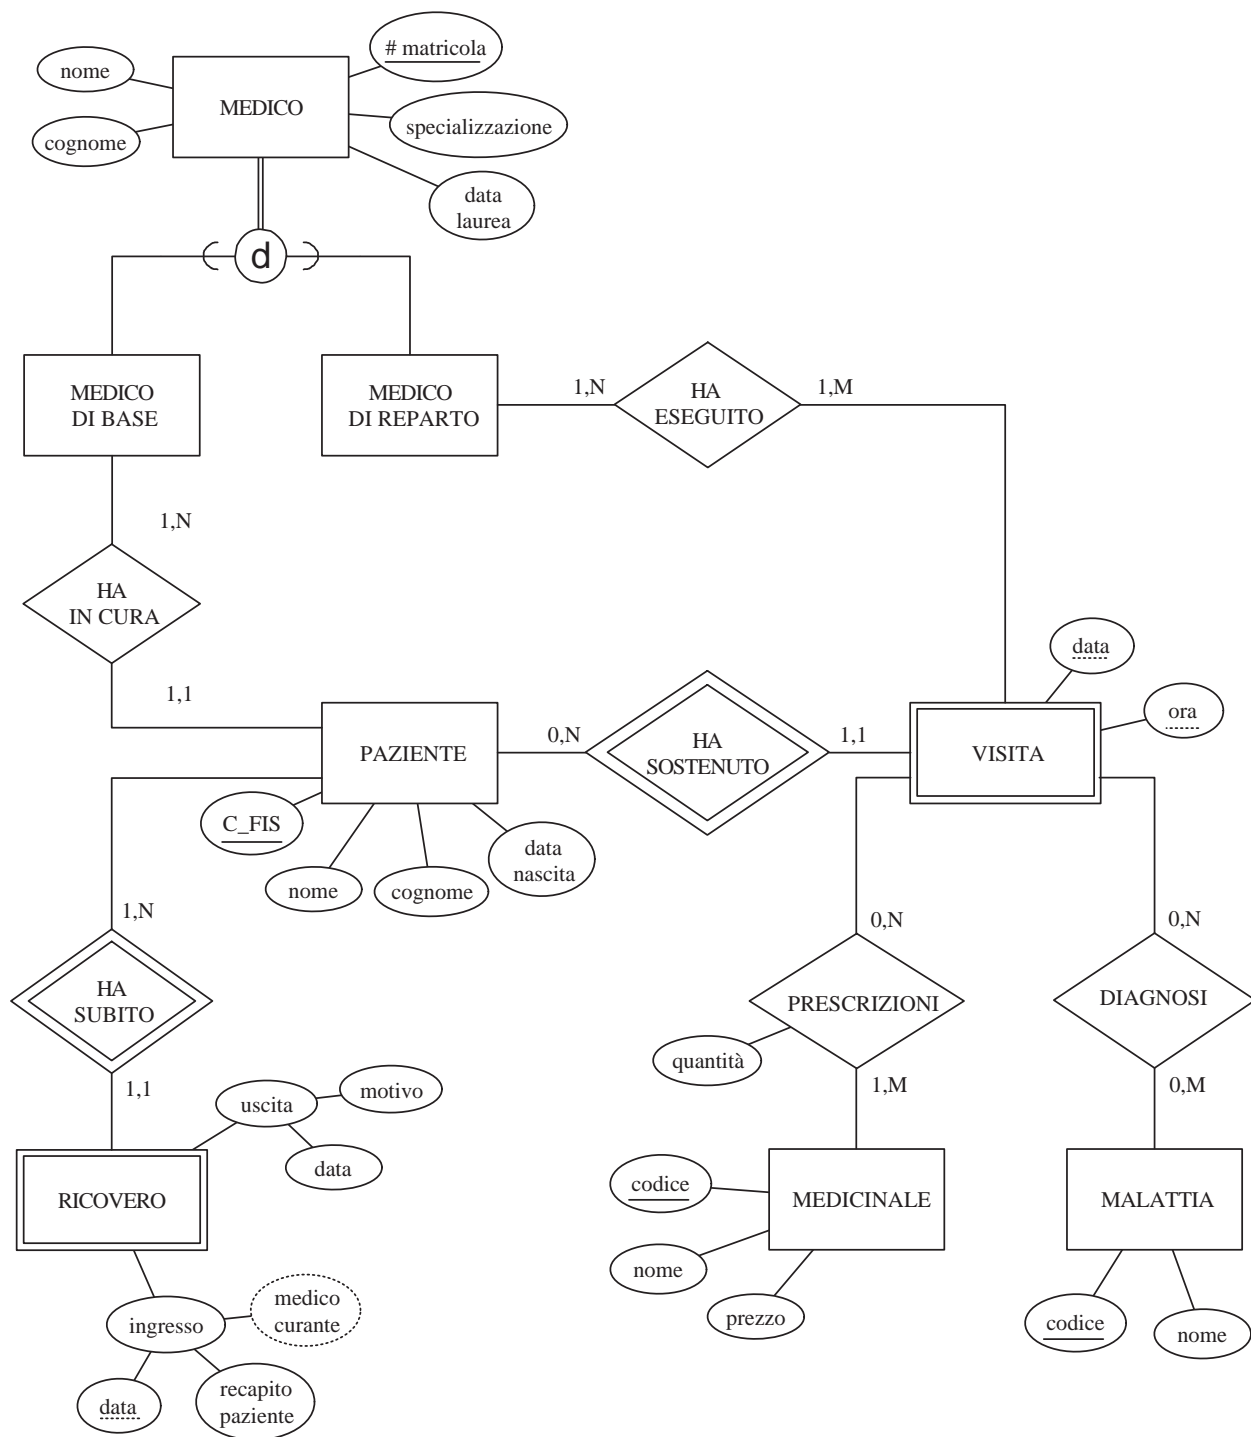 # matricola
nome
MEDICO
specializzazione
cognome
data
laurea
d
MEDICO
DI BASE
MEDICO
DI REPARTO
1,N
HA
ESEGUITO
1,M
1,N
HA
IN CURA
1,1
data
ora
PAZIENTE
0,N
HA
SOSTENUTO
1,1
VISITA
C_FIS
nome
cognome
data
nascita
1,N
0,N
0,N
HA
SUBITO
PRESCRIZIONI
DIAGNOSI
quantità
1,1
uscita
motivo
data
1,M
0,M
RICOVERO
codice
MEDICINALE
MALATTIA
nome
prezzo
codice
nome
ingresso
medico
curante
data
recapito
paziente